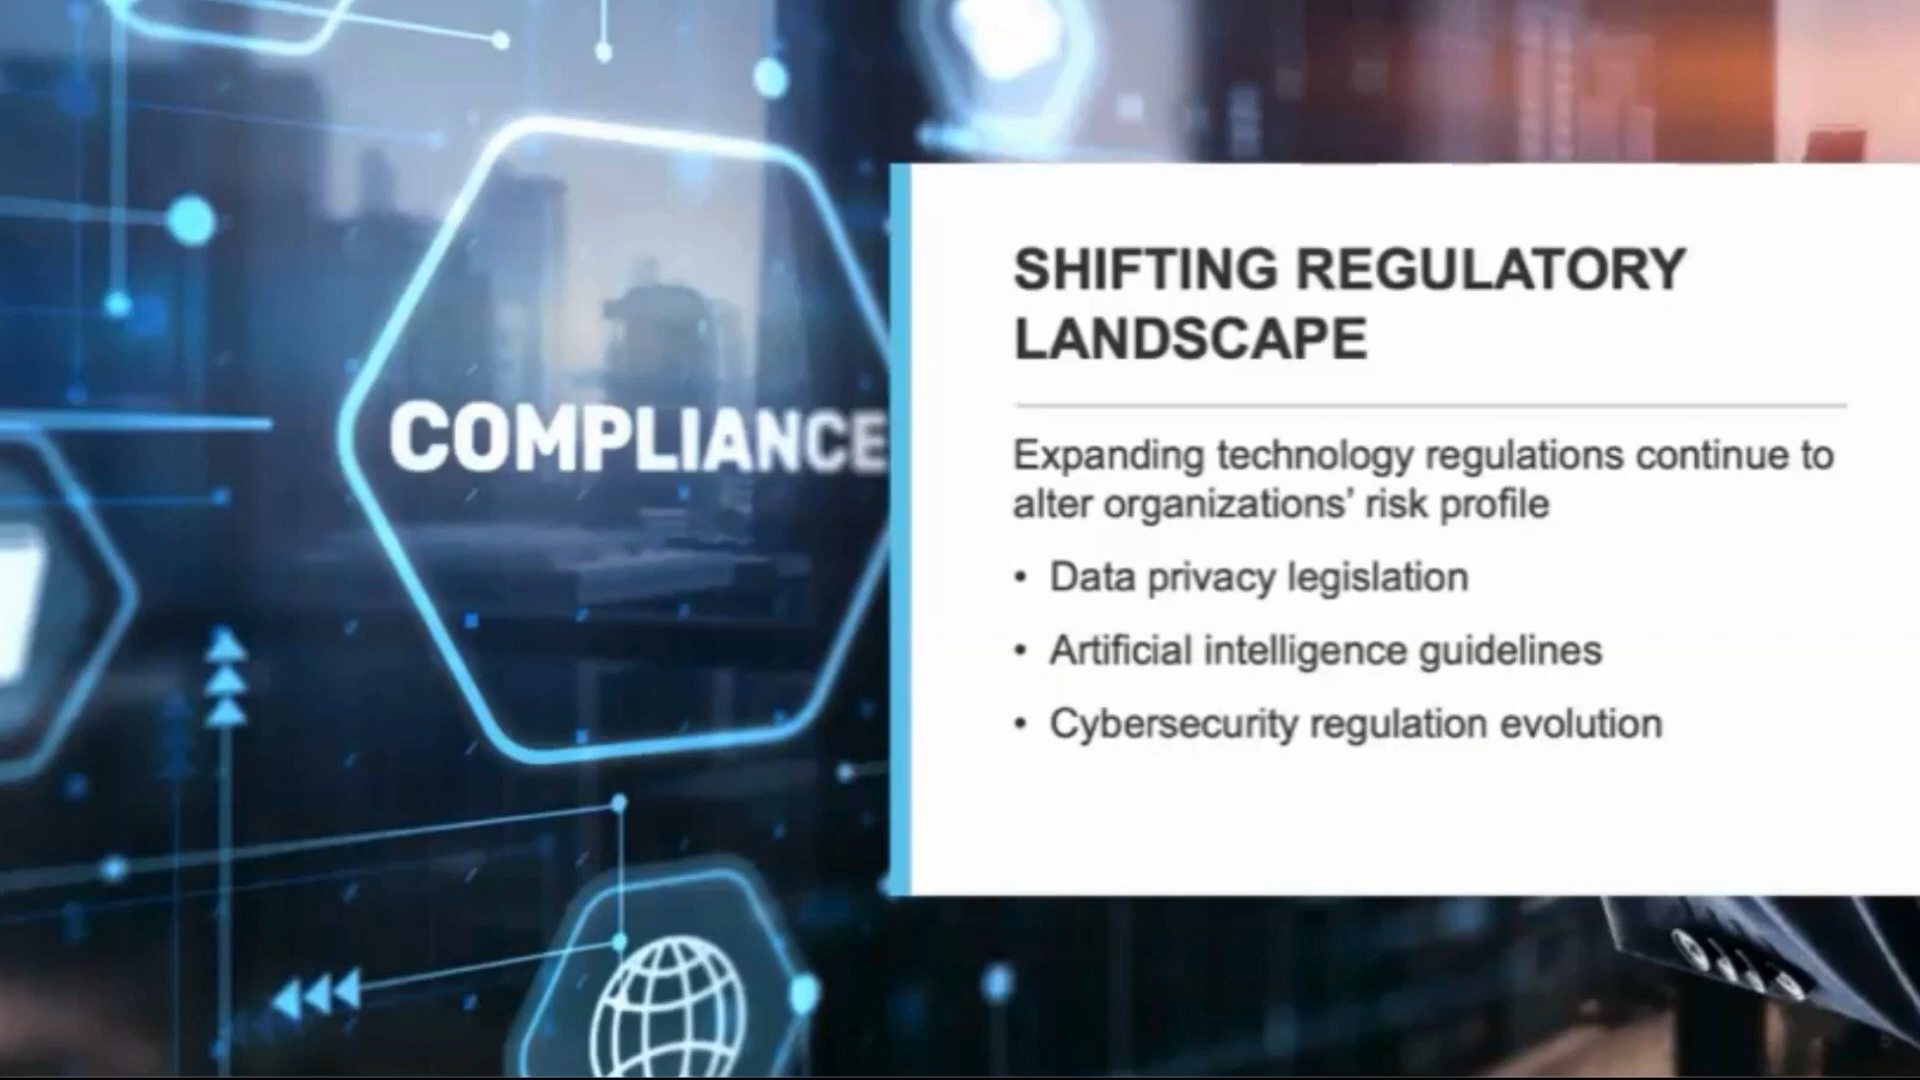 COMPLIANCE
SHIFTING REGULATORY
LANDSCAPE
Expanding technology regulations continue to
alter organizations’ risk profile
• Data privacy legislation
• Artificial intelligence guidelines
• Cybersecurity regulation evolution